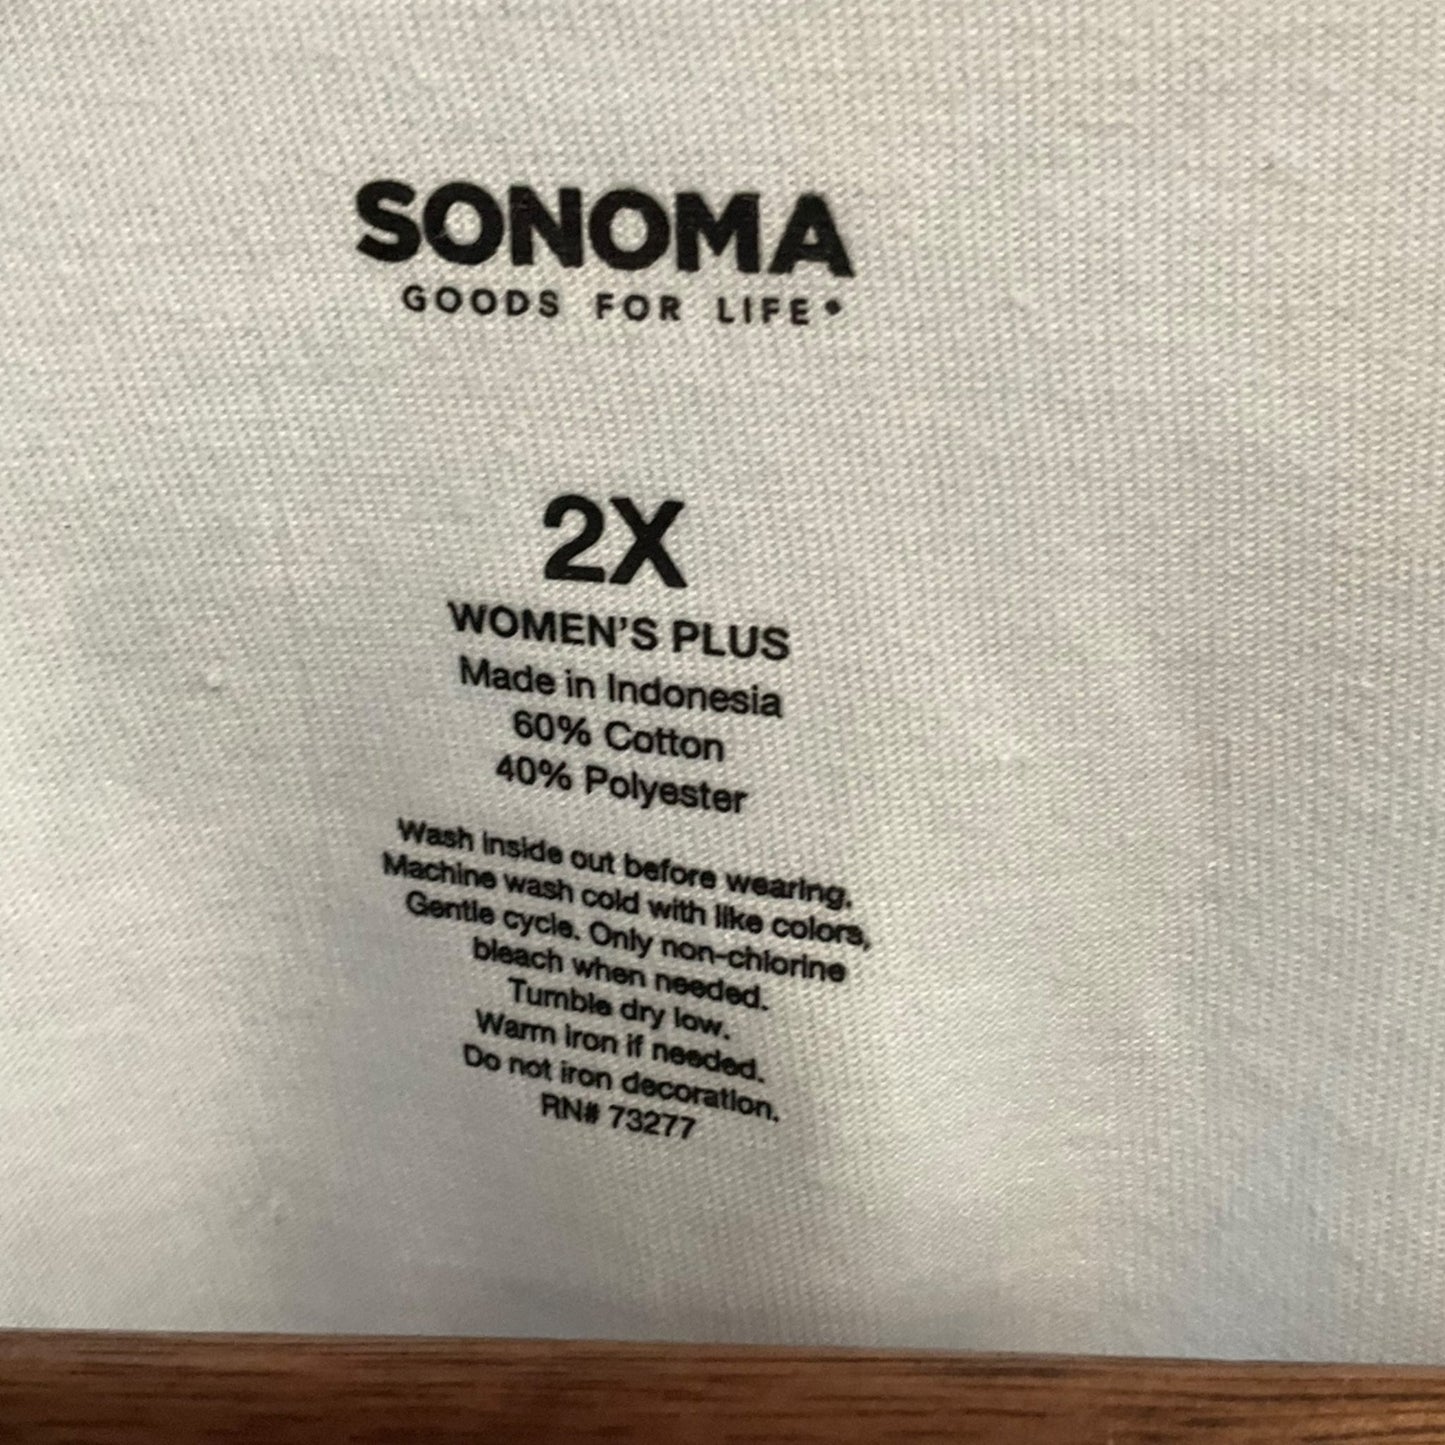 SONOMA
GOODS FOR LIFE®
2X
WOMEN'S PLUS
Made in Indonesia
60% Cotton
40% Polyester
Wash inside out before wearing.
Machine wash cold with like colors,
Gentle cycle. Only non-chlorine
bleach when needed.
Tumble dry low.
Warm iron if needed.
Do not iron decoration.
RN# 73277